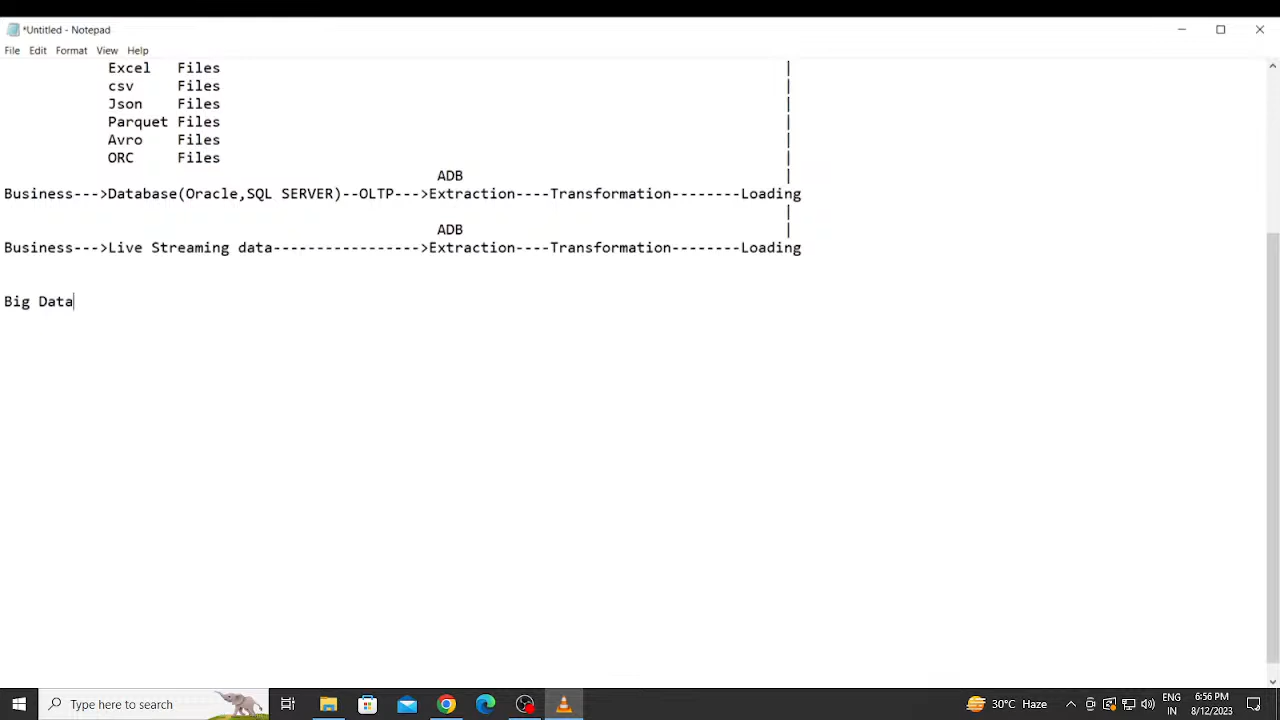 *Untitled - Notepad
File Edit Format View Help
Excel Files |
csv Files |
Json Files |
Parquet Files |
Avro Files |
ORC Files |
ADB |
Business--->Database(Oracle,SQL SERVER)--OLTP--->Extraction----Transformation--------Loading
|
ADB |
Business--->Live Streaming data----------------->Extraction----Transformation--------Loading
Big Data
Type here to search
30°C Haze
ENG 6:56 PM
IN 8/12/2023